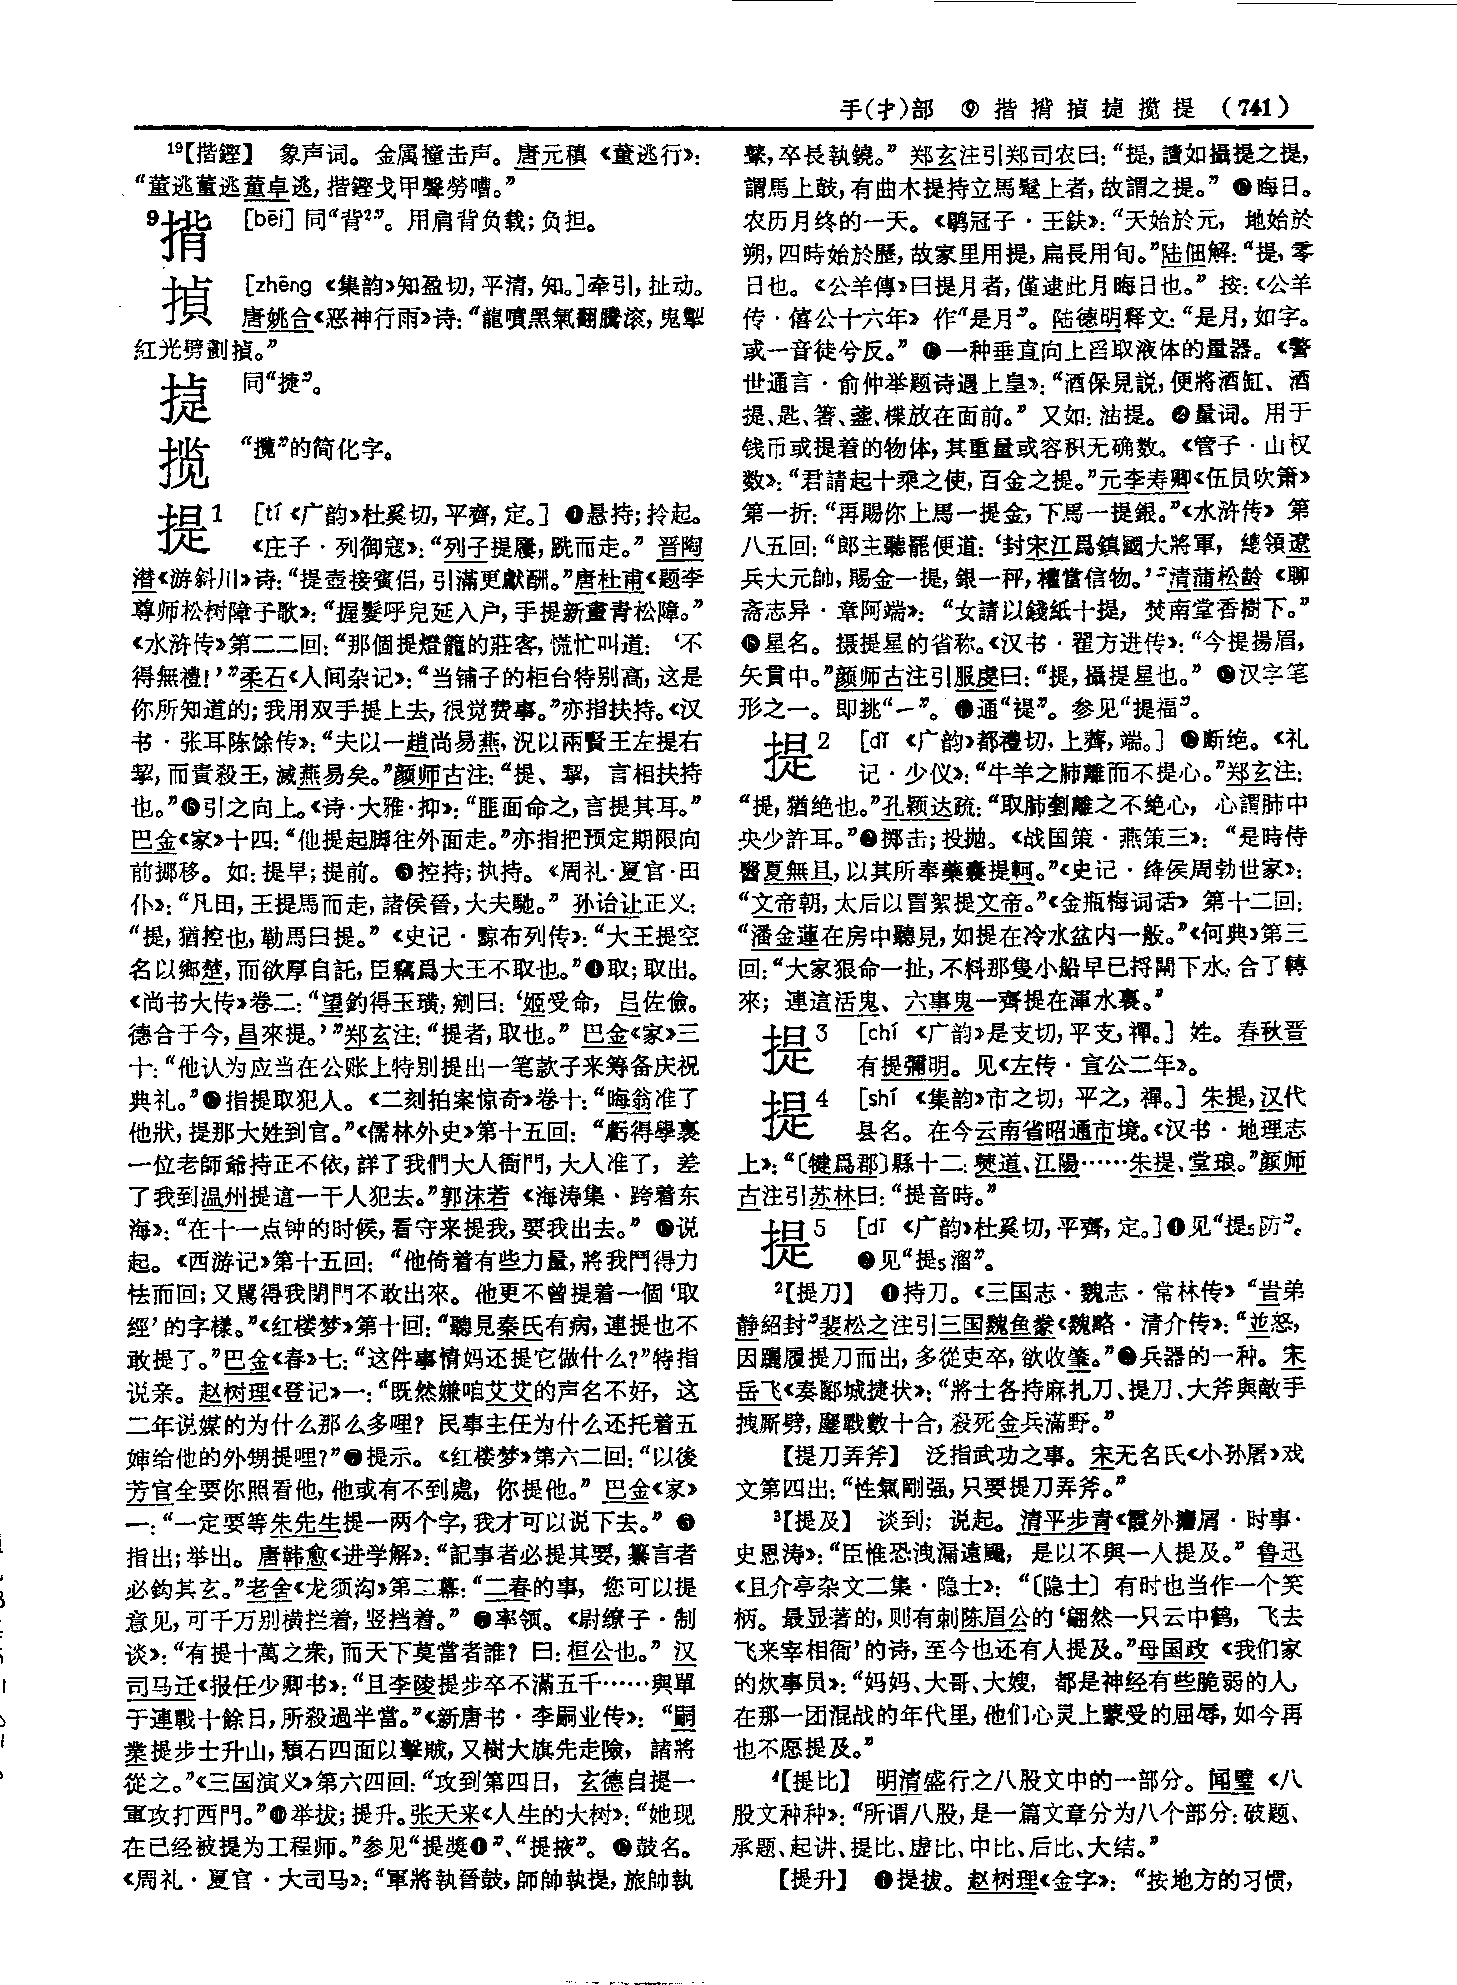 手(扌)部 ⑨ 揩 揹 揁 㨗 揽 提 (741)
¹⁹【揩鏗】 象声词。金属撞击声。唐元稹《董逃行》:
“董逃董逃董卓逃,揩鏗戈甲聲勞嘈。”
9揹 [bēi]同“背²”。用肩背负载;负担。
揁 [zhēng《集韵》知盈切,平清,知。]牵引,扯动。
唐姚合《恶神行雨》诗:“龍噴黑氣翻騰滚,鬼掣
紅光劈劃揁。”
㨗 同“捷”。
揽 “攬”的简化字。
提1 [tí《广韵》杜奚切,平齊,定。] ❶悬持;拎起。
《庄子·列御寇》:“列子提屨,跣而走。”晋陶
潜《游斜川》诗:“提壺接賓侣,引滿更獻酬。”唐杜甫《题李
尊师松树障子歌》:“握髮呼兒延入户,手提新畫青松障。”
《水浒传》第二二回:“那個提燈籠的莊客,慌忙叫道:‘不
得無禮!’”柔石《人间杂记》:“当铺子的柜台特别高,这是
你所知道的;我用双手提上去,很觉费事。”亦指扶持。《汉
书·张耳陈馀传》:“夫以一趙尚易燕,況以兩賢王左提右
挈,而責殺王,滅燕易矣。”颜师古注:“提、挈,言相扶持
也。”❷引之向上。《诗·大雅·抑》:“匪面命之,言提其耳。”
巴金《家》十四:“他提起脚往外面走。”亦指把预定期限向
前挪移。如:提早;提前。❸控持;执持。《周礼·夏官·田
仆》:“凡田,王提馬而走,諸侯晉,大夫馳。”孙诒让正义:
“提,猶控也,勒馬曰提。”《史记·黥布列传》:“大王提空
名以鄉楚,而欲厚自託,臣竊爲大王不取也。”❹取;取出。
《尚书大传》卷二:“望釣得玉璜,剜曰:‘姬受命,吕佐儉。
德合于今,昌來提。’”郑玄注:“提者,取也。”巴金《家》三
十:“他认为应当在公账上特别提出一笔款子来筹备庆祝
典礼。”❺指提取犯人。《二刻拍案惊奇》卷十:“晦翁准了
他狀,提那大姓到官。”《儒林外史》第十五回:“虧得學裏
一位老師爺持正不依,詳了我們大人衙門,大人准了,差
了我到温州提這一干人犯去。”郭沫若《海涛集·跨着东
海》:“在十一点钟的时候,看守来提我,要我出去。”❻说
起。《西游记》第十五回:“他倚着有些力量,將我鬥得力
怯而回;又駡得我閉門不敢出來。他更不曾提着一個‘取
經’的字樣。”《红楼梦》第十回:“聽見秦氏有病,連提也不
敢提了。”巴金《春》七:“这件事情妈还提它做什么?”特指
说亲。赵树理《登记》一:“既然嫌咱艾艾的声名不好,这
二年说媒的为什么那么多哩?民事主任为什么还托着五
婶给他的外甥提哩?”❼提示。《红楼梦》第六二回:“以後
芳官全要你照看他,他或有不到處,你提他。”巴金《家》
一:“一定要等朱先生提一两个字,我才可以说下去。”❽
指出;举出。唐韩愈《进学解》:“記事者必提其要,纂言者
必鈎其玄。”老舍《龙须沟》第二幕:“二春的事,您可以提
意见,可千万别横拦着,竖挡着。”❾率领。《尉缭子·制
谈》:“有提十萬之衆,而天下莫當者誰?曰:桓公也。”汉
司马迁《报任少卿书》:“且李陵提步卒不滿五千……與單
于連戰十餘日,所殺過半當。”《新唐书·李嗣业传》:“嗣
業提步士升山,頹石四面以擊賊,又樹大旗先走險,諸將
從之。”《三国演义》第六四回:“攻到第四日,玄德自提一
軍攻打西門。”❿举拔;提升。张天来《人生的大树》:“她现
在已经被提为工程师。”参见“提奬❶”、“提掖”。⓫鼓名。
《周礼·夏官·大司马》:“軍將執晉鼓,師帥執提,旅帥執
鼙,卒長執鐃。”郑玄注引郑司农曰:“提,讀如攝提之提,
謂馬上鼓,有曲木提持立馬髦上者,故謂之提。”⓬晦日。
农历月终的一天。《鹖冠子·王鈇》:“天始於元,地始於
朔,四時始於歷,故家里用提,扁長用旬。”陆佃解:“提,零
日也。《公羊傳》曰提月者,僅逮此月晦日也。”按:《公羊
传·僖公十六年》作“是月”。陆德明释文:“是月,如字。
或一音徒兮反。”⓭一种垂直向上舀取液体的量器。《警
世通言·俞仲举题诗遇上皇》:“酒保見説,便將酒缸、酒
提、匙、箸、盞、楪放在面前。”又如:油提。⓮量词。用于
钱币或提着的物体,其重量或容积无确数。《管子·山权
数》:“君請起十乘之使,百金之提。”元李寿卿《伍员吹箫》
第一折:“再賜你上馬一提金,下馬一提銀。”《水浒传》第
八五回:“郎主聽罷便道:‘封宋江爲鎮國大將軍,總領遼
兵大元帥,賜金一提,銀一秤,權當信物。’”清蒲松龄《聊
斋志异·章阿端》:“女請以錢紙十提,焚南堂香樹下。”
⓯星名。摄提星的省称。《汉书·翟方进传》:“今提揚眉,
矢貫中。”颜师古注引服虔曰:“提,攝提星也。”⓰汉字笔
形之一。即挑“㇀”。⓱通“褆”。参见“提福”。
提2 [dǐ《广韵》都禮切,上薺,端。] ❶断绝。《礼
记·少仪》:“牛羊之肺離而不提心。”郑玄注:
“提,猶绝也。”孔颖达疏:“取肺刲離之不絶心,心謂肺中
央少許耳。”❷掷击;投抛。《战国策·燕策三》:“是時侍
醫夏無且,以其所奉藥囊提軻。”《史记·绛侯周勃世家》:
“文帝朝,太后以冒絮提文帝。”《金瓶梅词话》第十二回:
“潘金蓮在房中聽見,如提在冷水盆内一般。”《何典》第三
回:“大家狠命一扯,不料那隻小船早已捋開下水,合了轉
來;連這活鬼、六事鬼一齊提在渾水裏。”
提3 [chí《广韵》是支切,平支,禪。]姓。春秋晋
有提彌明。见《左传·宣公二年》。
提4 [shí《集韵》市之切,平之,禪。] 朱提,汉代
县名。在今云南省昭通市境。《汉书·地理志
上》:“〔犍爲郡〕縣十二:僰道、江陽……朱提、堂琅。”颜师
古注引苏林曰:“提音時。”
提5 [dī《广韵》杜奚切,平齊,定。]❶见“提₅防”。
❷见“提₅溜”。
²【提刀】 ❶持刀。《三国志·魏志·常林传》“峕弟
静紹封”裴松之注引三国魏鱼豢《魏略·清介传》:“並怒,
因躧履提刀而出,多從吏卒,欲收肇。”❷兵器的一种。宋
岳飞《奏郾城捷状》:“將士各持麻扎刀、提刀、大斧與敵手
拽厮劈,鏖戰數十合,殺死金兵滿野。”
【提刀弄斧】 泛指武功之事。宋无名氏《小孙屠》戏
文第四出:“性氣剛强,只要提刀弄斧。”
³【提及】 谈到;说起。清平步青《霞外攟屑·时事·
史恩涛》:“臣惟恐洩漏遠颺,是以不與一人提及。”鲁迅
《且介亭杂文二集·隐士》:“〔隐士〕有时也当作一个笑
柄。最显著的,则有刺陈眉公的‘翩然一只云中鹤,飞去
飞来宰相衙’的诗,至今也还有人提及。”母国政《我们家
的炊事员》:“妈妈、大哥、大嫂,都是神经有些脆弱的人,
在那一团混战的年代里,他们心灵上蒙受的屈辱,如今再
也不愿提及。”
⁴【提比】 明清盛行之八股文中的一部分。闻璧《八
股文种种》:“所谓八股,是一篇文章分为八个部分:破题、
承题、起讲、提比、虚比、中比、后比、大结。”
【提升】 ❶提拔。赵树理《金字》:“按地方的习惯,